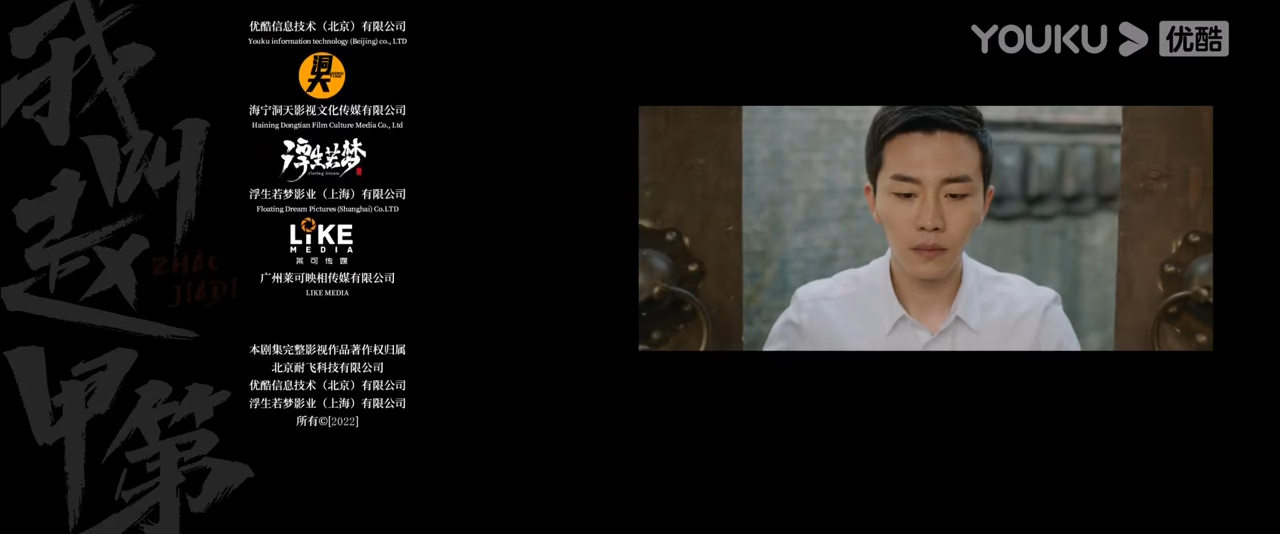 我叫赵甲第
ZHAO
JIADI
优酷信息技术（北京）有限公司
Youku information technology (Beijing) co., LTD
洞天
海宁洞天影视文化传媒有限公司
Haining Dongtian Film Culture Media Co., Ltd
浮生若梦
Floating Dream
浮生若梦影业（上海）有限公司
Floating Dream Pictures (Shanghai) Co.LTD
LIKE
MEDIA
莱可传媒
广州莱可映相传媒有限公司
LIKE MEDIA
本剧集完整影视作品著作权归属
北京耐飞科技有限公司
优酷信息技术（北京）有限公司
浮生若梦影业（上海）有限公司
所有©[2022]
YOUKU 优酷